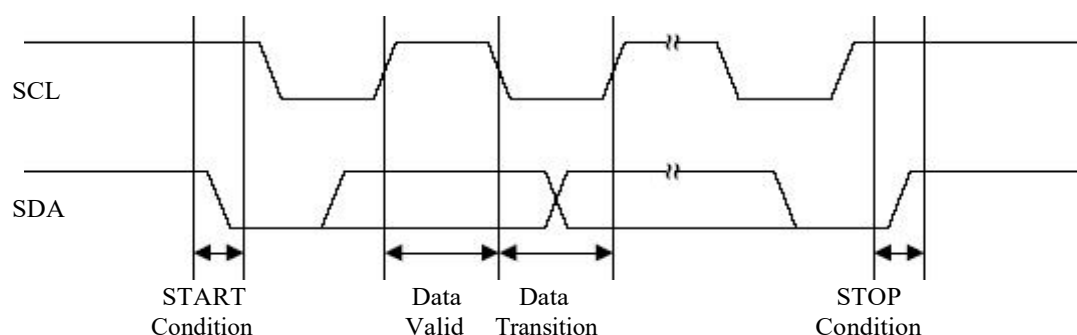 SCL
SDA
START
Condition
Data
Valid
Data
Transition
STOP
Condition